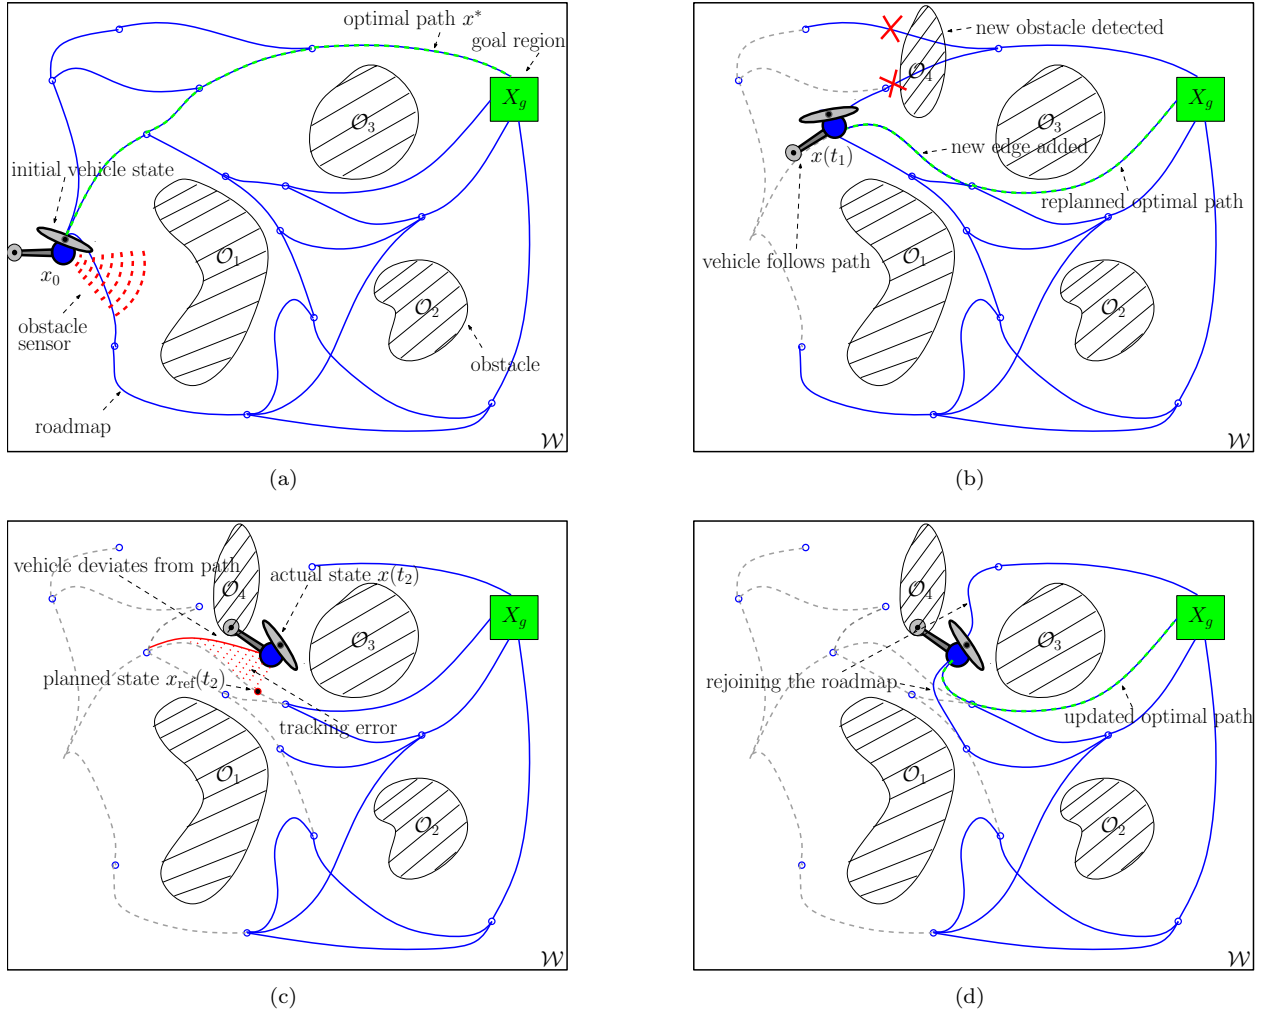 optimal path x*
goal region
X_g
O_3
initial vehicle state
O_1
x_0
O_2
obstacle
sensor
obstacle
roadmap
W
(a)
new obstacle detected
O_4
X_g
O_3
new edge added
x(t_1)
replanned optimal path
vehicle follows path
O_1
O_2
W
(b)
vehicle deviates from path
actual state x(t_2)
O_4
X_g
O_3
planned state x_ref(t_2)
tracking error
O_1
O_2
W
(c)
O_4
X_g
O_3
rejoining the roadmap
updated optimal path
O_1
O_2
W
(d)